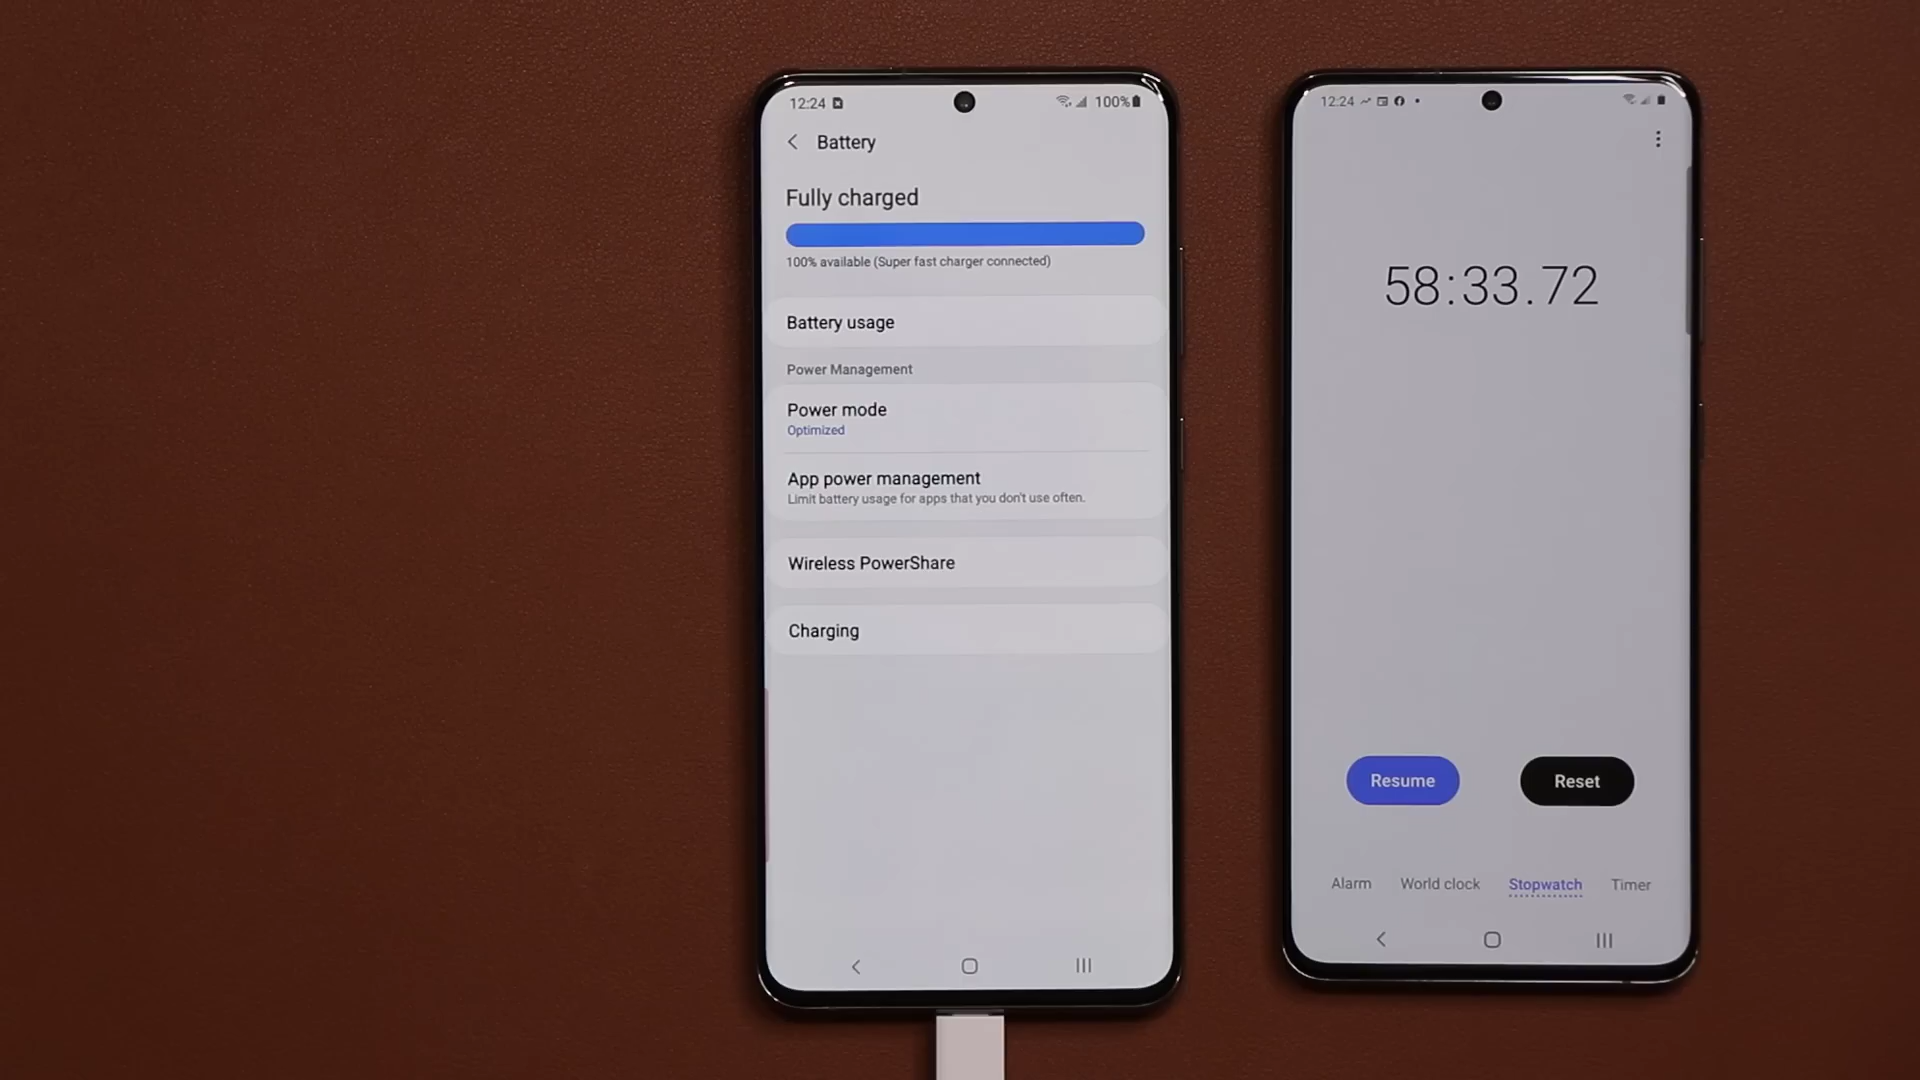 12:24
100%
Battery
Fully charged
100% available (Super fast charger connected)
Battery usage
Power Management
Power mode
Optimized
App power management
Limit battery usage for apps that you don't use often.
Wireless PowerShare
Charging
12:24
58:33.72
Resume
Reset
Alarm
World clock
Stopwatch
Timer